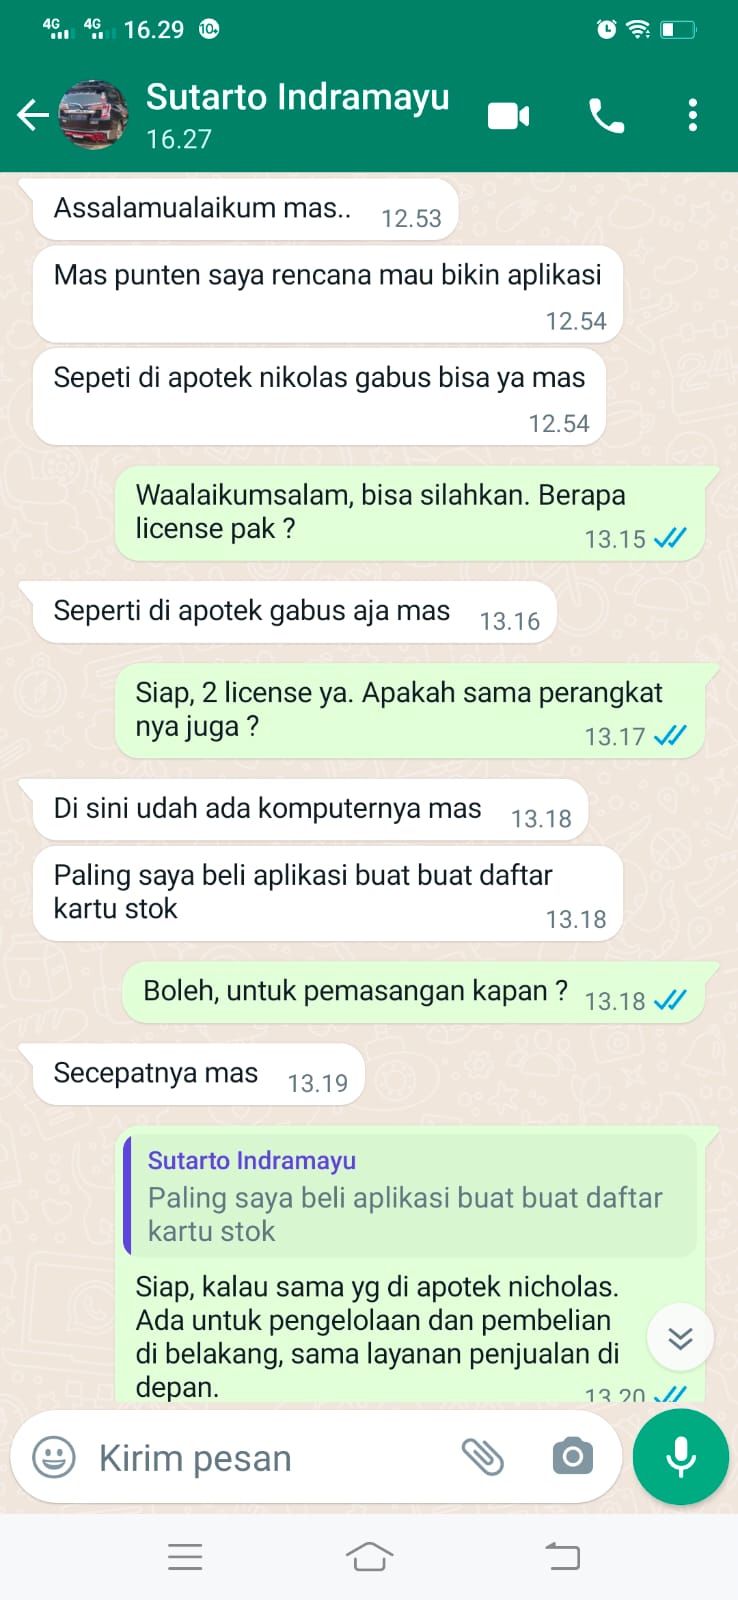 4G 4G 16.29 10+
Sutarto Indramayu
16.27
Assalamualaikum mas.. 12.53
Mas punten saya rencana mau bikin aplikasi
12.54
Sepeti di apotek nikolas gabus bisa ya mas
12.54
Waalaikumsalam, bisa silahkan. Berapa
license pak ? 13.15
Seperti di apotek gabus aja mas 13.16
Siap, 2 license ya. Apakah sama perangkat
nya juga ? 13.17
Di sini udah ada komputernya mas 13.18
Paling saya beli aplikasi buat buat daftar
kartu stok 13.18
Boleh, untuk pemasangan kapan ? 13.18
Secepatnya mas 13.19
Sutarto Indramayu
Paling saya beli aplikasi buat buat daftar
kartu stok
Siap, kalau sama yg di apotek nicholas.
Ada untuk pengelolaan dan pembelian
di belakang, sama layanan penjualan di
depan. 13.20
Kirim pesan